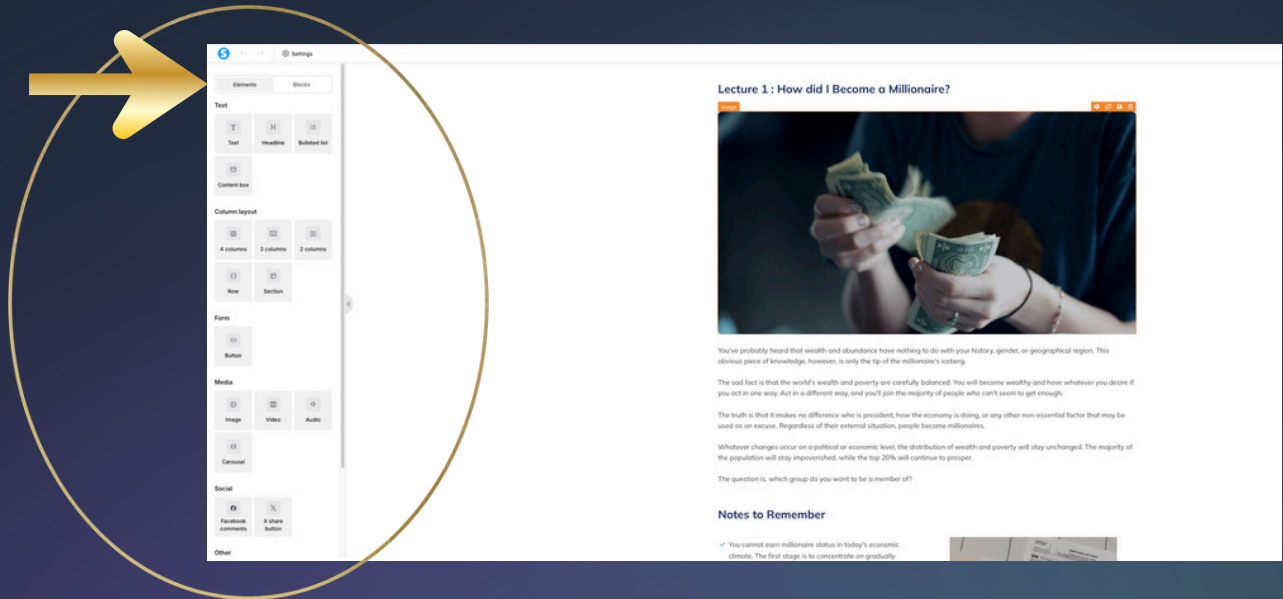 Settings
Elements Blocks
Text
Text Headline Bulleted list
Content box
Column layout
4 columns 3 columns 2 columns
Row Section
Form
Button
Media
Image Video Audio
Carousel
Social
Facebook comments
X share button
Other
Lecture 1 : How did I Become a Millionaire?
Image
You've probably heard that wealth and abundance have nothing to do with your history, gender, or geographical region. This
obvious piece of knowledge, however, is only the tip of the millionaire's iceberg.
The sad fact is that the world's wealth and poverty are carefully balanced. You will become wealthy and have whatever you desire if
you act in one way. Act in a different way, and you'll join the majority of people who can't seem to get enough.
The truth is that it makes no difference who is president, how the economy is doing, or any other non-essential factor that may be
used as an excuse. Regardless of their external situation, people become millionaires.
Whatever changes occur on a political or economic level, the distribution of wealth and poverty will stay unchanged. The majority of
the population will stay impoverished, while the top 20% will continue to prosper.
The question is, which group do you want to be a member of?
Notes to Remember
You cannot earn millionaire status in today's economic
climate. The first stage is to concentrate on gradually